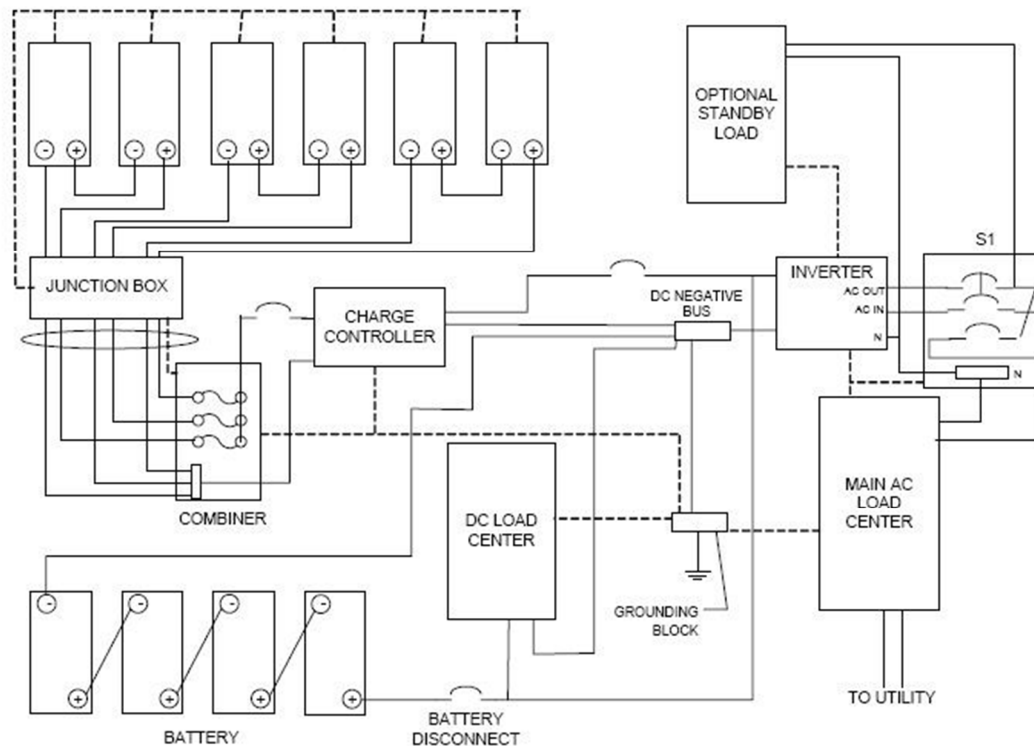 - + - + - + - + - + - +
OPTIONAL
STANDBY
LOAD
S1
JUNCTION BOX
CHARGE
CONTROLLER
DC NEGATIVE
BUS
INVERTER
AC OUT
AC IN
N
N
COMBINER
DC LOAD
CENTER
MAIN AC
LOAD
CENTER
GROUNDING
BLOCK
- - - -
+ + + +
BATTERY
BATTERY
DISCONNECT
TO UTILITY